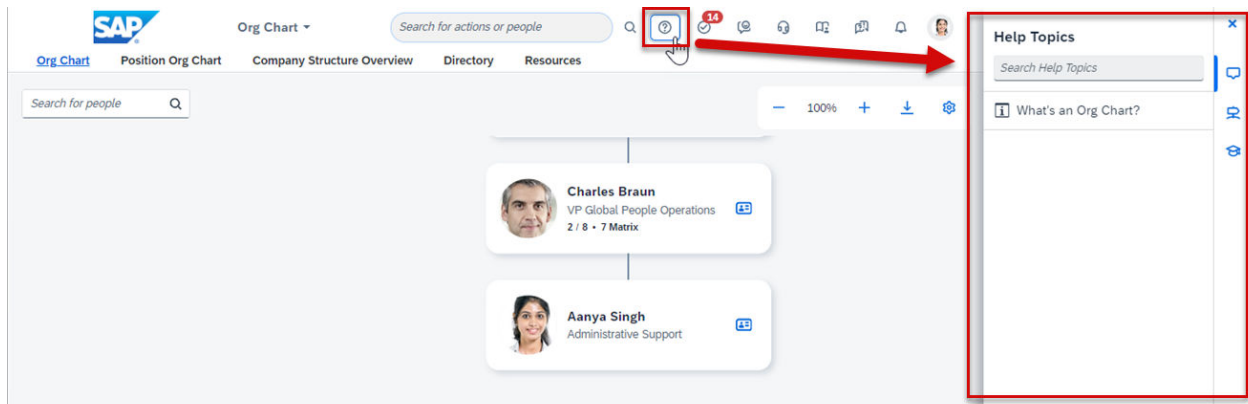 SAP
Org Chart
Search for actions or people
14
Org Chart
Position Org Chart
Company Structure Overview
Directory
Resources
Search for people
100%
Charles Braun
VP Global People Operations
2 / 8 • 7 Matrix
Aanya Singh
Administrative Support
Help Topics
Search Help Topics
What's an Org Chart?